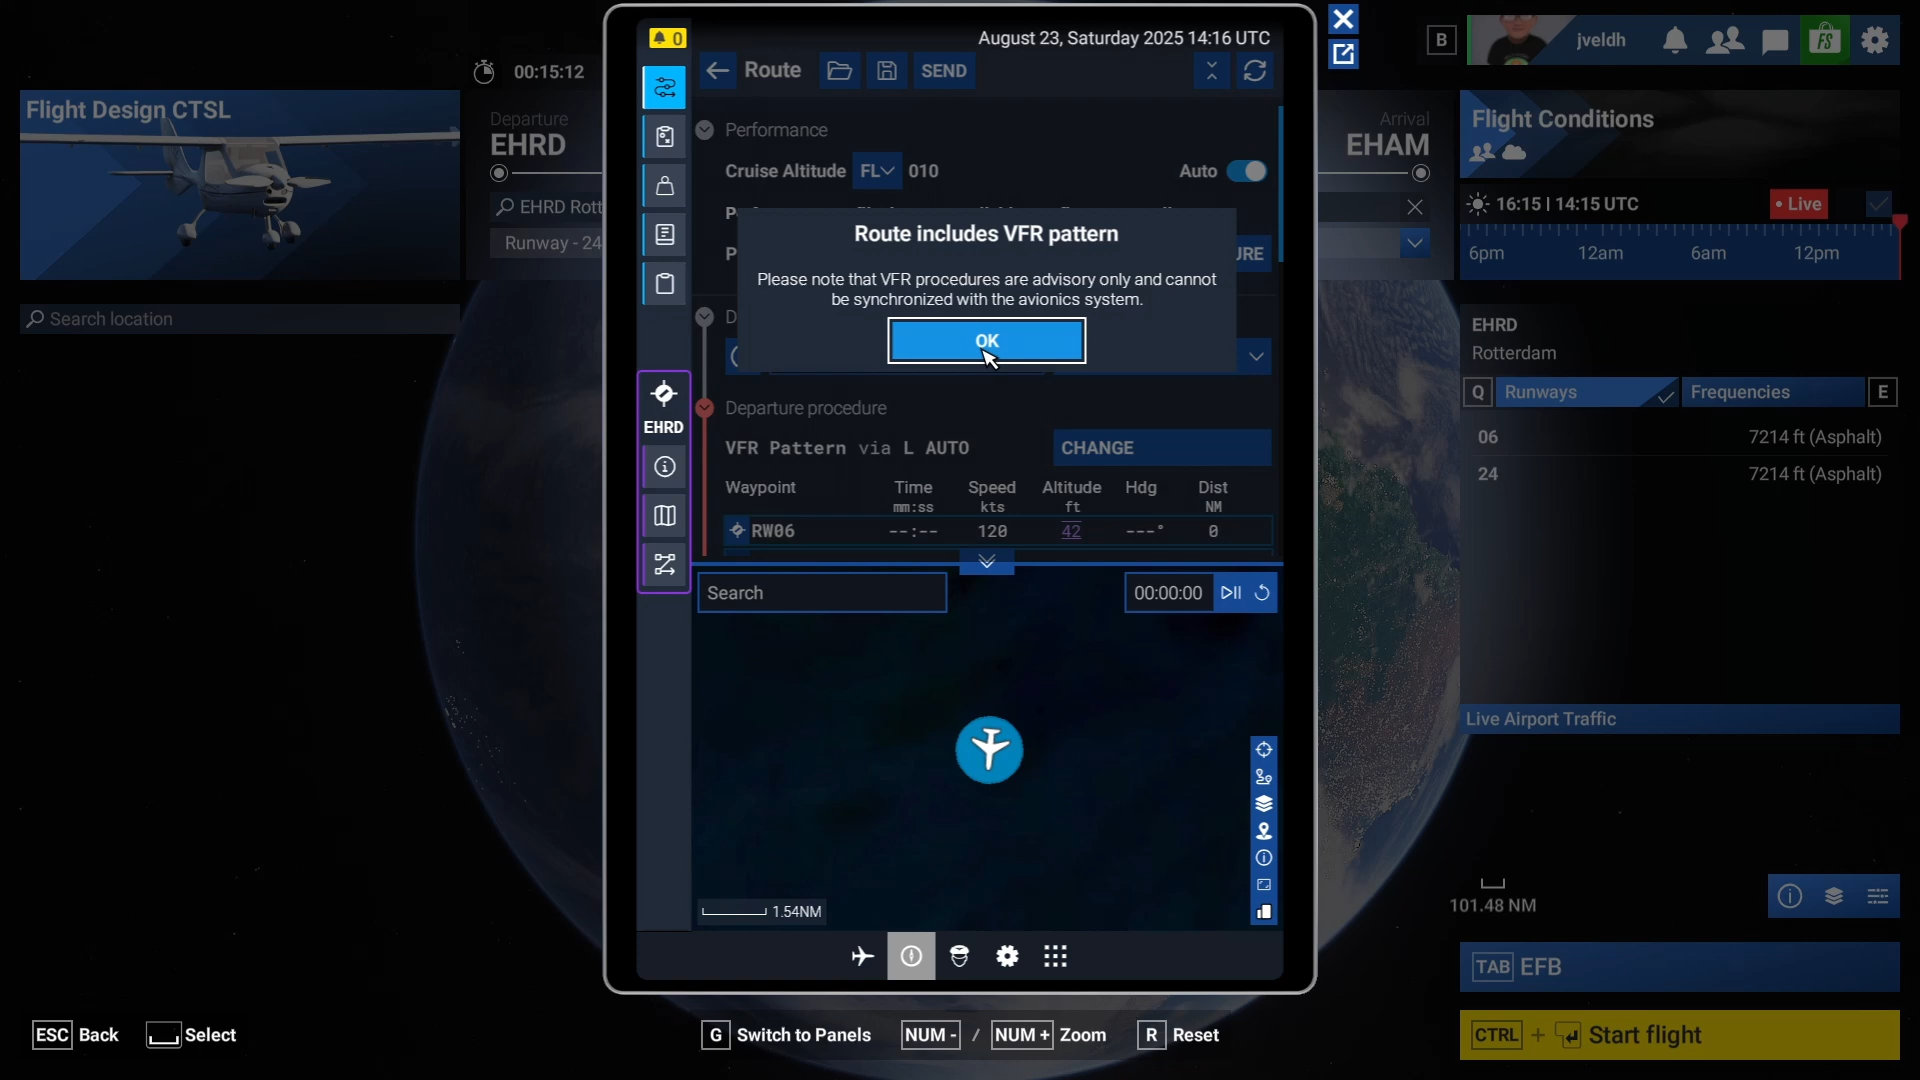 0
August 23, Saturday 2025 14:16 UTC
B
jveldh
FS
00:15:12
Route
SEND
Flight Design CTSL
Departure
EHRD
Arrival
EHAM
Flight Conditions
Performance
Cruise Altitude FL 010
Auto
EHRD Rott
16:15 | 14:15 UTC
• Live
Runway - 24
URE
6pm
12am
6am
12pm
Route includes VFR pattern
Please note that VFR procedures are advisory only and cannot
be synchronized with the avionics system.
OK
Search location
EHRD
Rotterdam
Q
Runways
Frequencies
E
06
7214 ft (Asphalt)
24
7214 ft (Asphalt)
EHRD
Departure procedure
VFR Pattern via L AUTO
CHANGE
Waypoint
Time
Speed
Altitude
Hdg
Dist
mm:ss
kts
ft
NM
RW06
--:--
120
42
---°
0
Search
00:00:00
Live Airport Traffic
1.54NM
101.48 NM
TAB EFB
ESC Back
Select
G Switch to Panels
NUM - / NUM + Zoom
R Reset
CTRL + Start flight